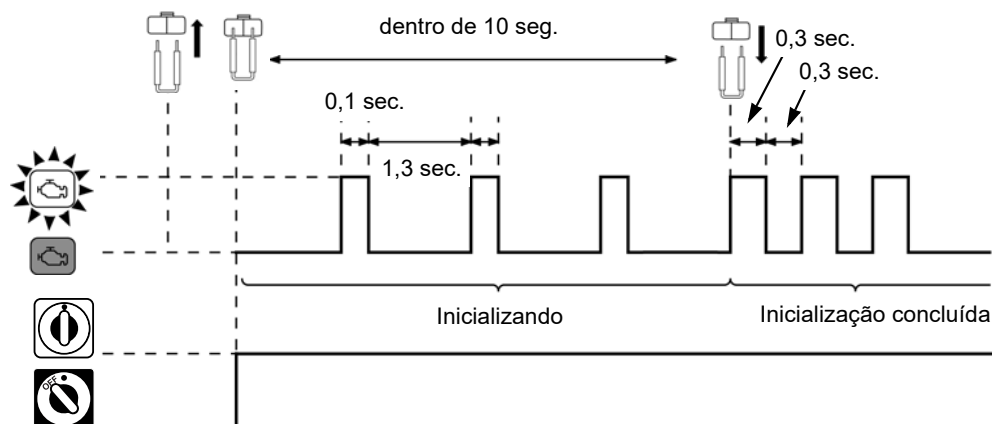 dentro de 10 seg.
0,3 sec.
0,3 sec.
0,1 sec.
1,3 sec.
Inicializando
Inicialização concluída
OFF